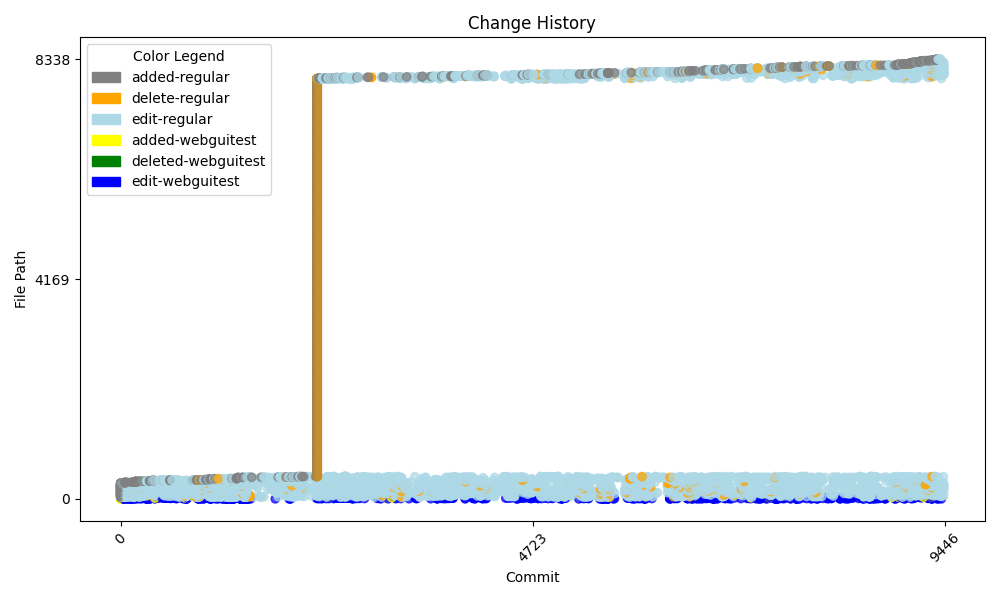 Change History
Color Legend
added-regular
delete-regular
edit-regular
added-webguitest
deleted-webguitest
edit-webguitest
8338
4169
0
File Path
0
4723
9446
Commit